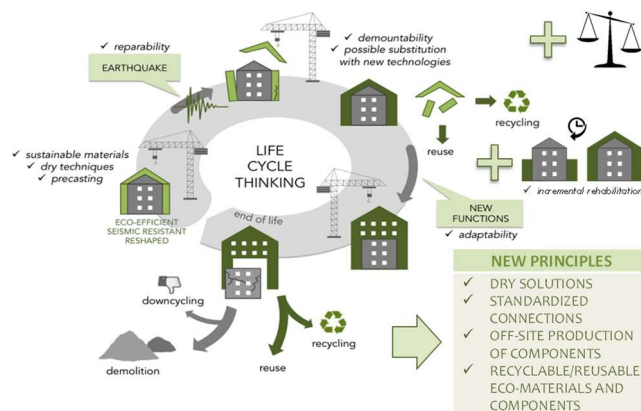 ✓ reparability
EARTHQUAKE
✓ demountability
✓ possible substitution
with new technologies
recycling
reuse
✓ incremental rehabilitation
✓ sustainable materials
✓ dry techniques
✓ precasting
LIFE
CYCLE
THINKING
ECO-EFFICIENT
SEISMIC RESISTANT
RESHAPED
end of life
NEW
FUNCTIONS
✓ adaptability
downcycling
demolition
reuse
recycling
NEW PRINCIPLES
✓ DRY SOLUTIONS
✓ STANDARDIZED
CONNECTIONS
✓ OFF-SITE PRODUCTION
OF COMPONENTS
✓ RECYCLABLE/REUSABLE
ECO-MATERIALS AND
COMPONENTS